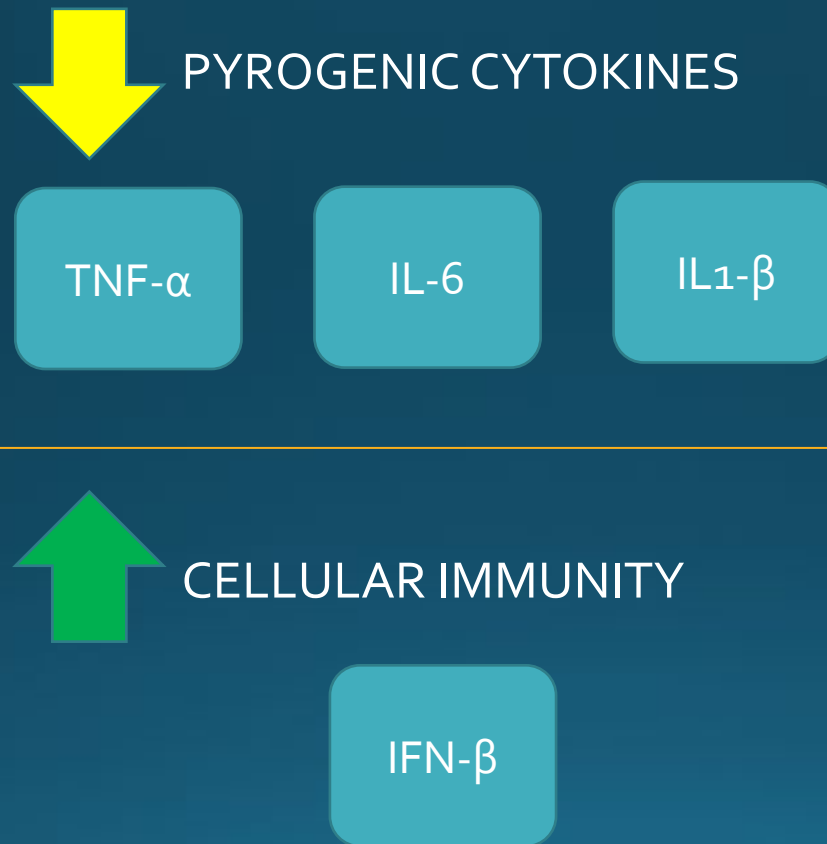 PYROGENIC CYTOKINES
TNF-α
IL-6
IL1-β
CELLULAR IMMUNITY
IFN-β